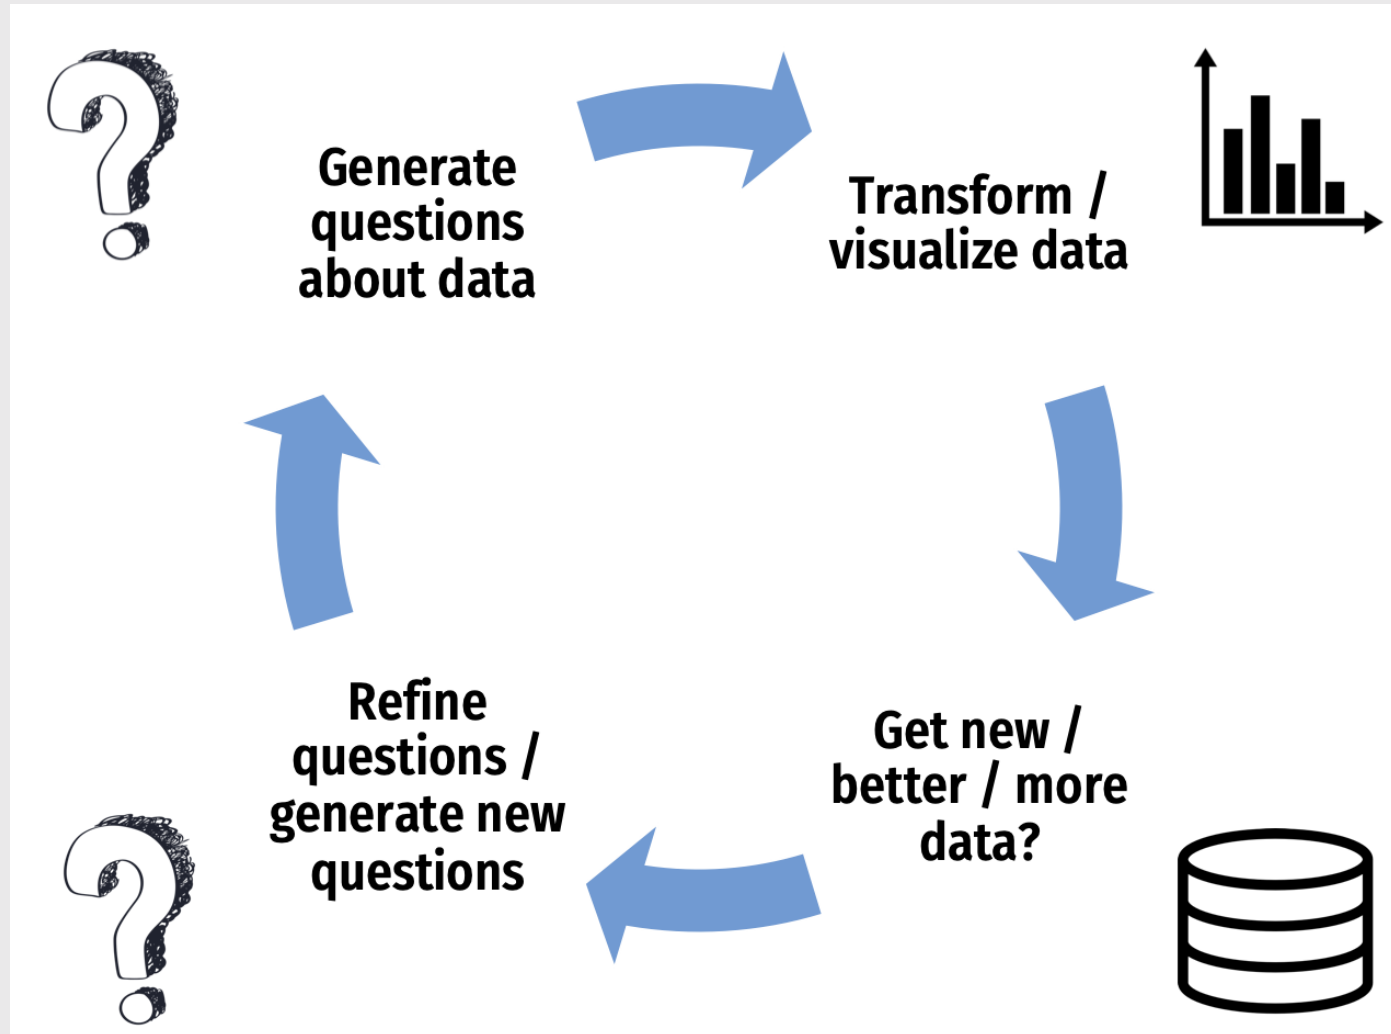 Generate
questions
about data
Transform /
visualize data
Get new /
better / more
data?
Refine
questions /
generate new
questions